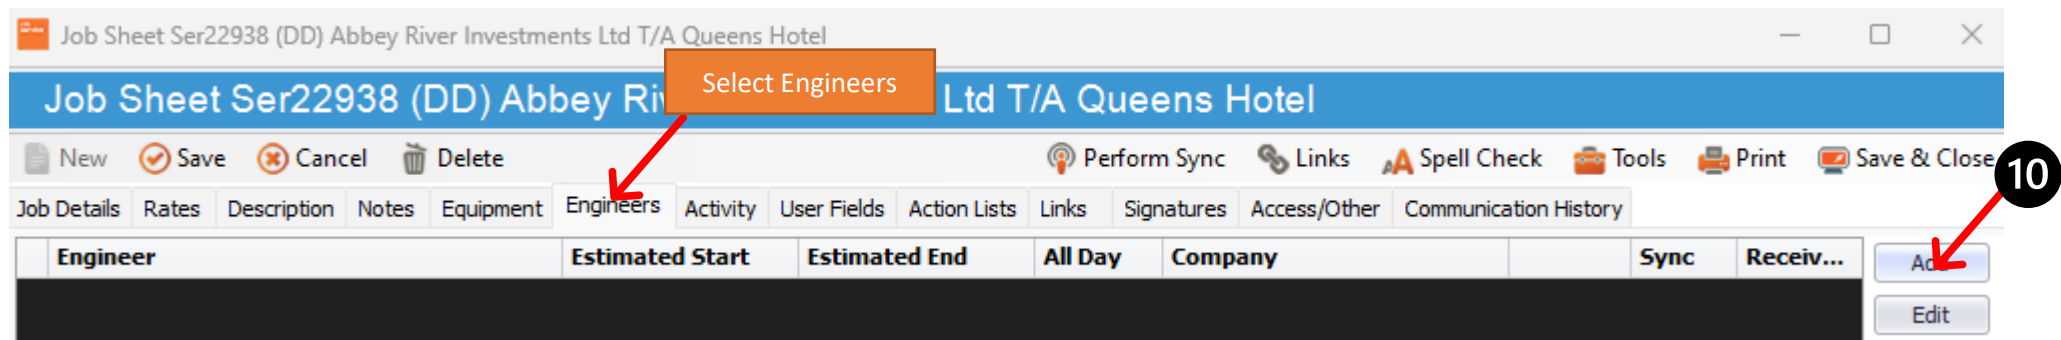 Job Sheet Ser22938 (DD) Abbey River Investments Ltd T/A Queens Hotel
Select Engineers
Job Sheet Ser22938 (DD) Abbey Ri Ltd T/A Queens Hotel
New Save Cancel Delete Perform Sync Links Spell Check Tools Print Save & Close
10
Job Details Rates Description Notes Equipment Engineers Activity User Fields Action Lists Links Signatures Access/Other Communication History
Engineer Estimated Start Estimated End All Day Company Sync Receiv... Add
Edit